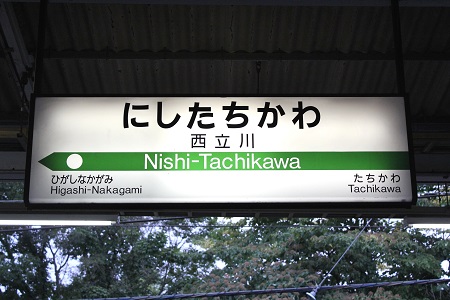 にしたちかわ
西立川
Nishi-Tachikawa
ひがしなかがみ
Higashi-Nakagami
たちかわ
Tachikawa